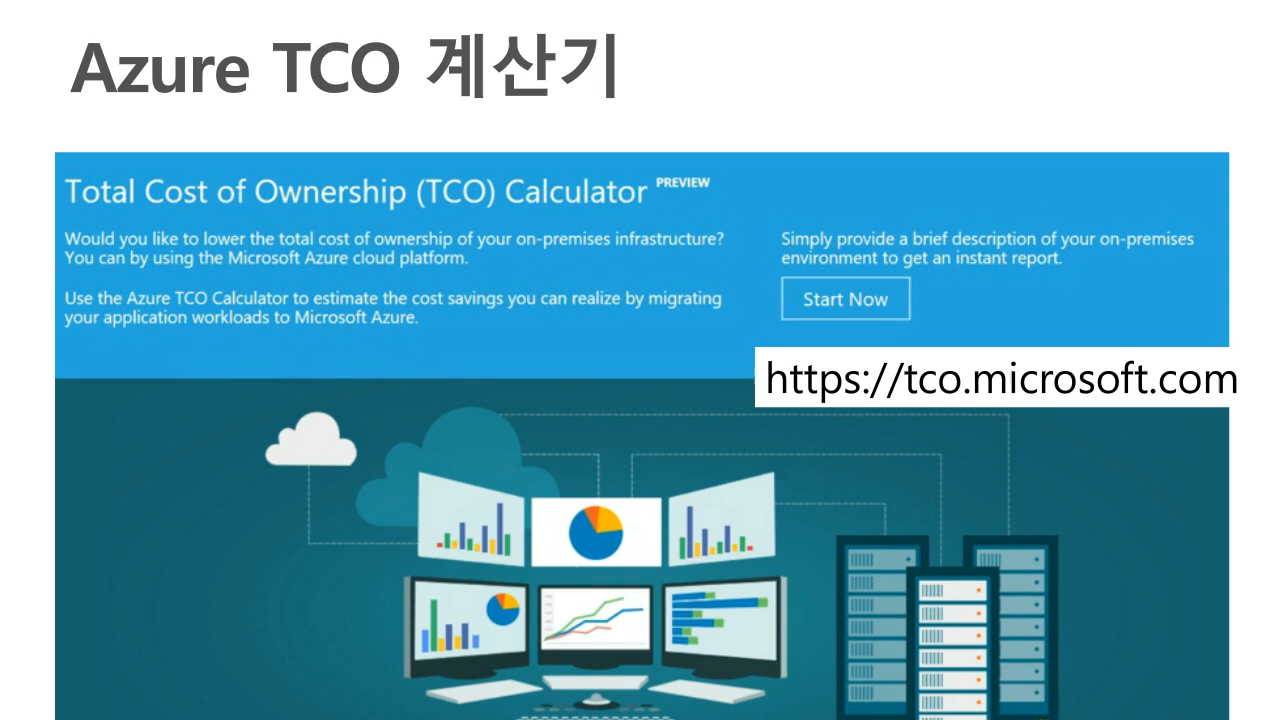 Azure TCO 계산기
Total Cost of Ownership (TCO) Calculator PREVIEW
Would you like to lower the total cost of ownership of your on-premises infrastructure?
You can by using the Microsoft Azure cloud platform.
Use the Azure TCO Calculator to estimate the cost savings you can realize by migrating
your application workloads to Microsoft Azure.
Simply provide a brief description of your on-premises
environment to get an instant report.
Start Now
https://tco.microsoft.com